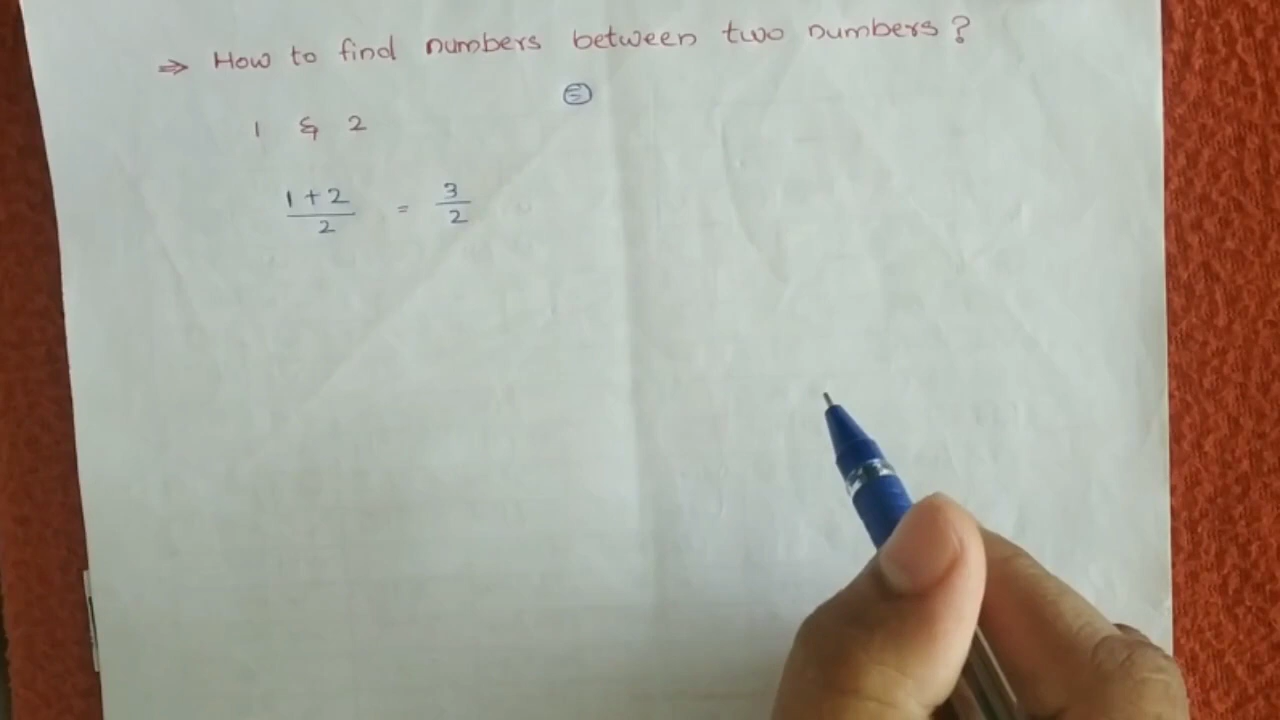 ⇒ How to find numbers between two numbers?
1 & 2
(1+2)/2 = 3/2